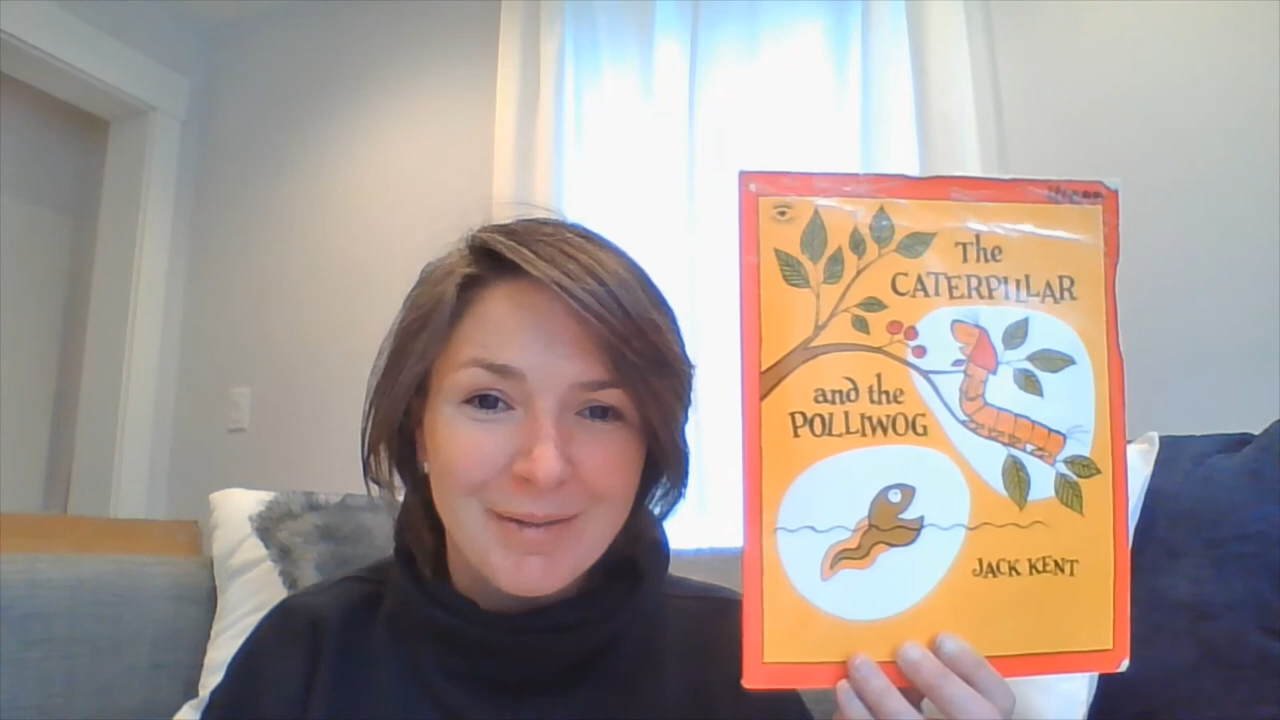 The
CATERPILLAR
and the
POLLIWOG
JACK KENT